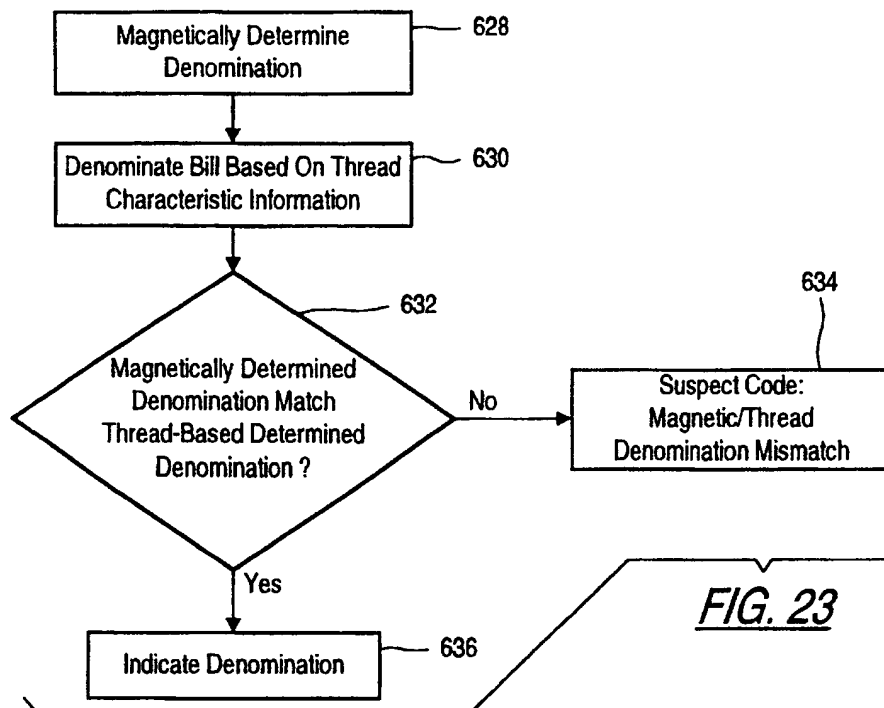 Magnetically Determine
Denomination
628
Denominate Bill Based On Thread
Characteristic Information
630
632
Magnetically Determined
Denomination Match
Thread-Based Determined
Denomination ?
No
634
Suspect Code:
Magnetic/Thread
Denomination Mismatch
Yes
Indicate Denomination
636
FIG. 23